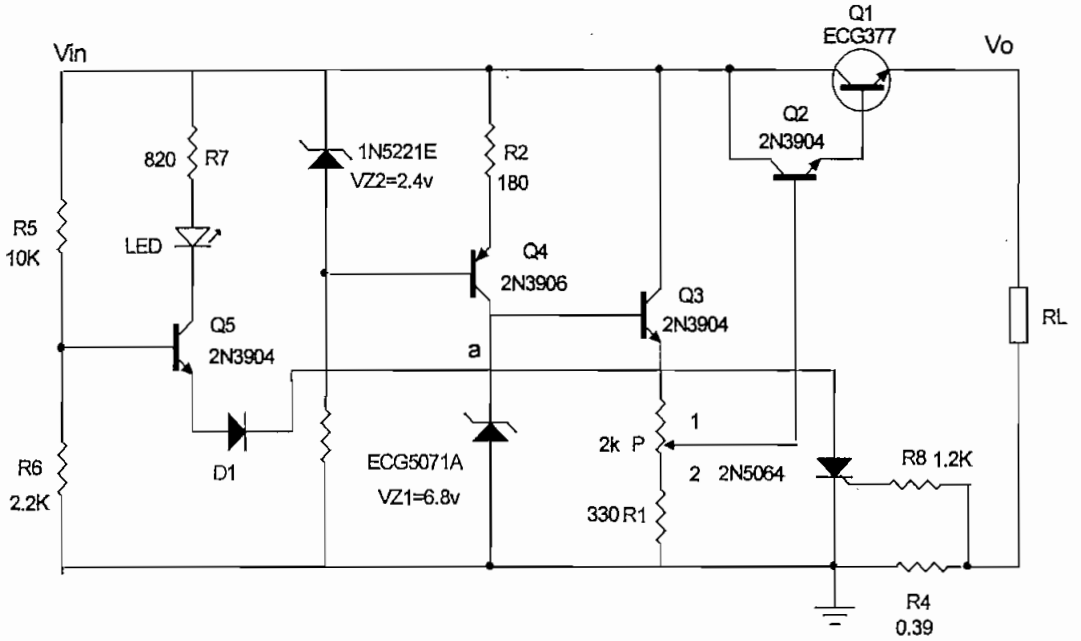 Q1
ECG377
Vin
Vo
Q2
2N3904
820 R7
1N5221E
VZ2=2.4v
R2
180
R5
10K
LED
Q4
2N3906
Q5
2N3904
Q3
2N3904
RL
a
D1
ECG5071A
VZ1=6.8v
1
2k P
2
2N5064
R8 1.2K
R6
2.2K
330 R1
R4
0.39